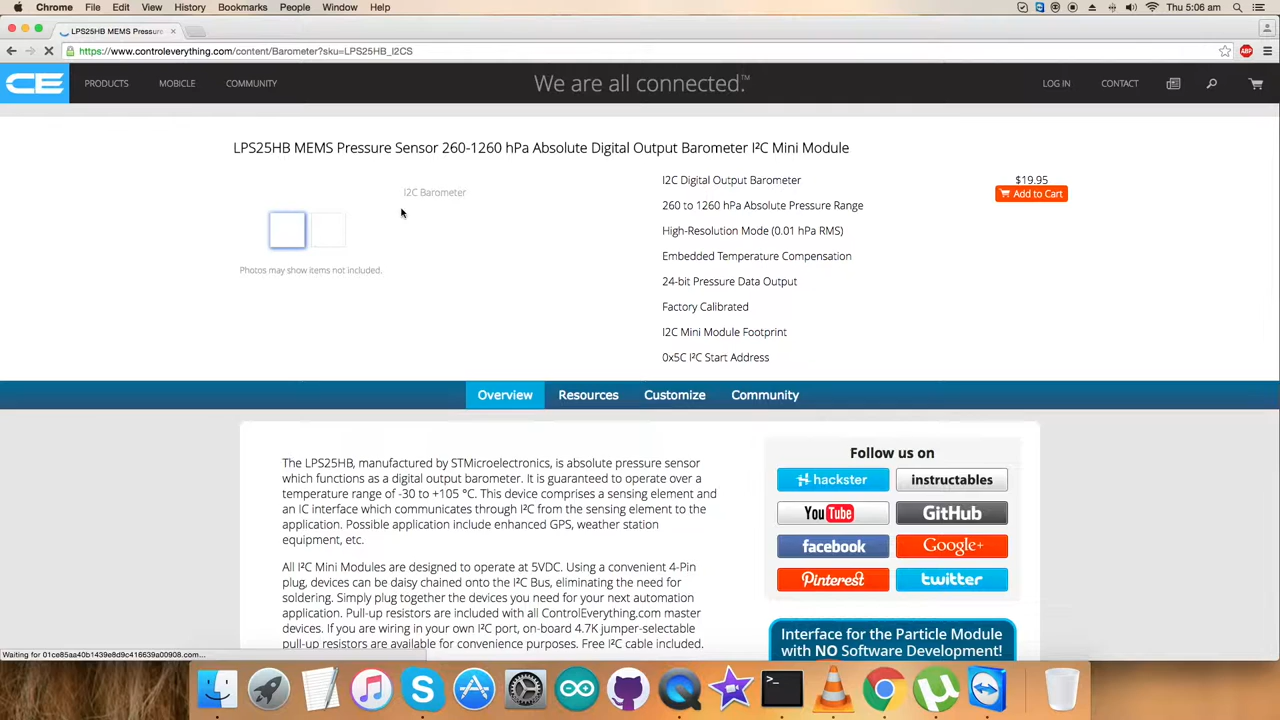 Chrome File Edit View History Bookmarks People Window Help Thu 5:06 am
LPS25HB MEMS Pressur
https://www.controleverything.com/content/Barometer?sku=LPS25HB_I2CS ABP
CE PRODUCTS MOBICLE COMMUNITY We are all connected.™ LOG IN CONTACT
LPS25HB MEMS Pressure Sensor 260-1260 hPa Absolute Digital Output Barometer I²C Mini Module
I2C Barometer
Photos may show items not included.
I2C Digital Output Barometer
260 to 1260 hPa Absolute Pressure Range
High-Resolution Mode (0.01 hPa RMS)
Embedded Temperature Compensation
24-bit Pressure Data Output
Factory Calibrated
I2C Mini Module Footprint
0x5C I²C Start Address
$19.95
Add to Cart
Overview Resources Customize Community
The LPS25HB, manufactured by STMicroelectronics, is absolute pressure sensor
which functions as a digital output barometer. It is guaranteed to operate over a
temperature range of -30 to +105 °C. This device comprises a sensing element and
an IC interface which communicates through I²C from the sensing element to the
application. Possible application include enhanced GPS, weather station
equipment, etc.
All I²C Mini Modules are designed to operate at 5VDC. Using a convenient 4-Pin
plug, devices can be daisy chained onto the I²C Bus, eliminating the need for
soldering. Simply plug together the devices you need for your next automation
application. Pull-up resistors are included with all ControlEverything.com master
devices. If you are wiring in your own I²C port, on-board 4.7K jumper-selectable
pull-up resistors are available for convenience purposes. Free I²C cable included.
Follow us on
hackster instructables
YouTube GitHub
facebook Google+
Pinterest twitter
Interface for the Particle Module
with NO Software Development!
Waiting for 01ce85aa40b1439e8d9c416639a00908.com...